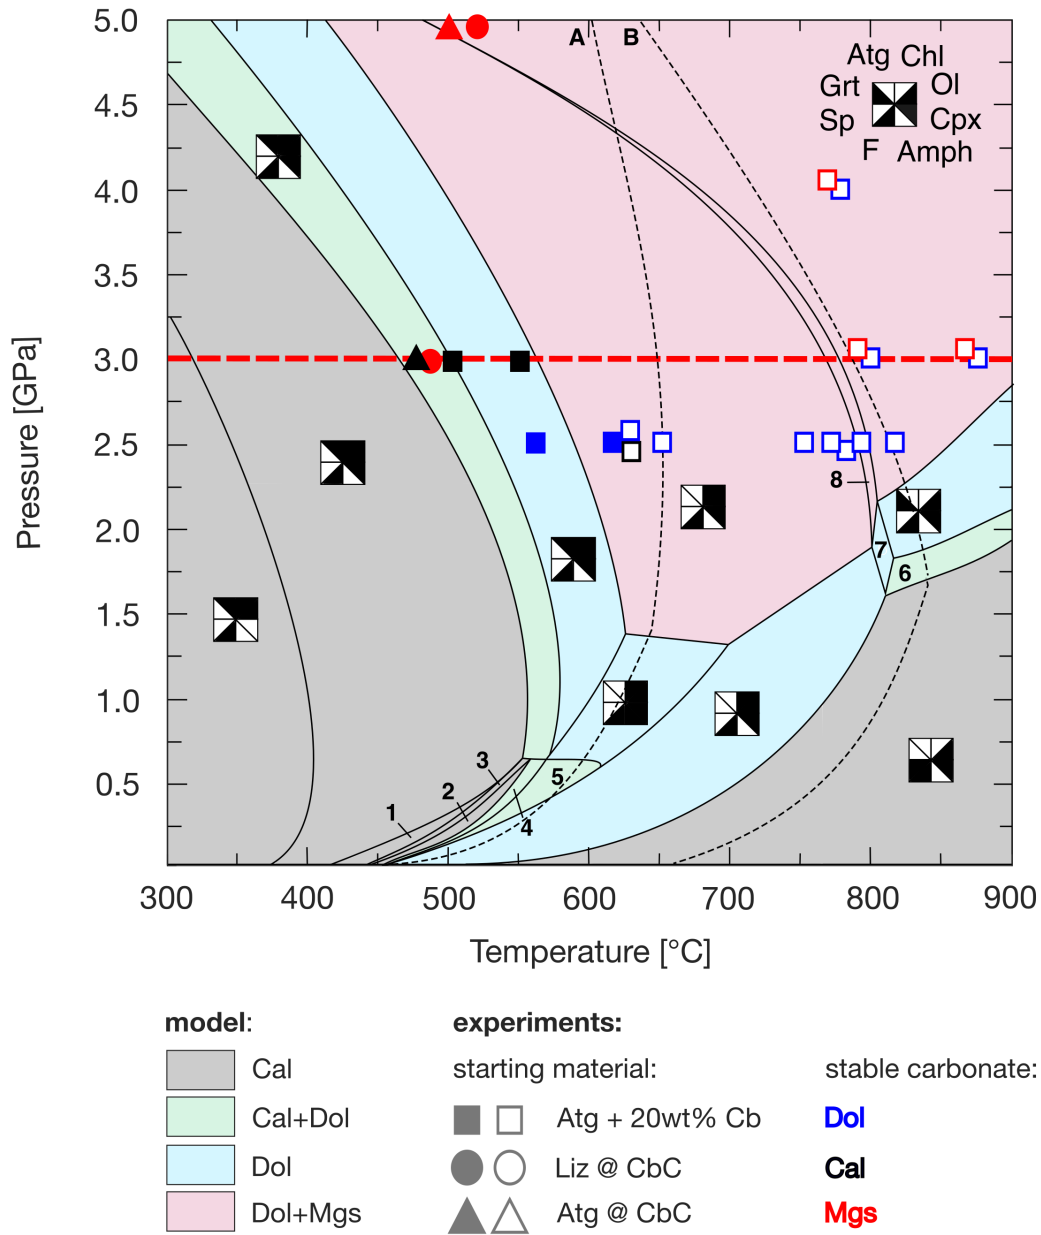 5.0
4.5
4.0
3.5
3.0
2.5
2.0
1.5
1.0
0.5
Pressure [GPa]
A B
Atg Chl
Grt Ol
Sp Cpx
F Amph
8
7
6
3
5
2
1
4
300 400 500 600 700 800 900
Temperature [°C]
model: experiments:
Cal starting material: stable carbonate:
Cal+Dol Atg + 20wt% Cb Dol
Dol Liz @ CbC Cal
Dol+Mgs Atg @ CbC Mgs